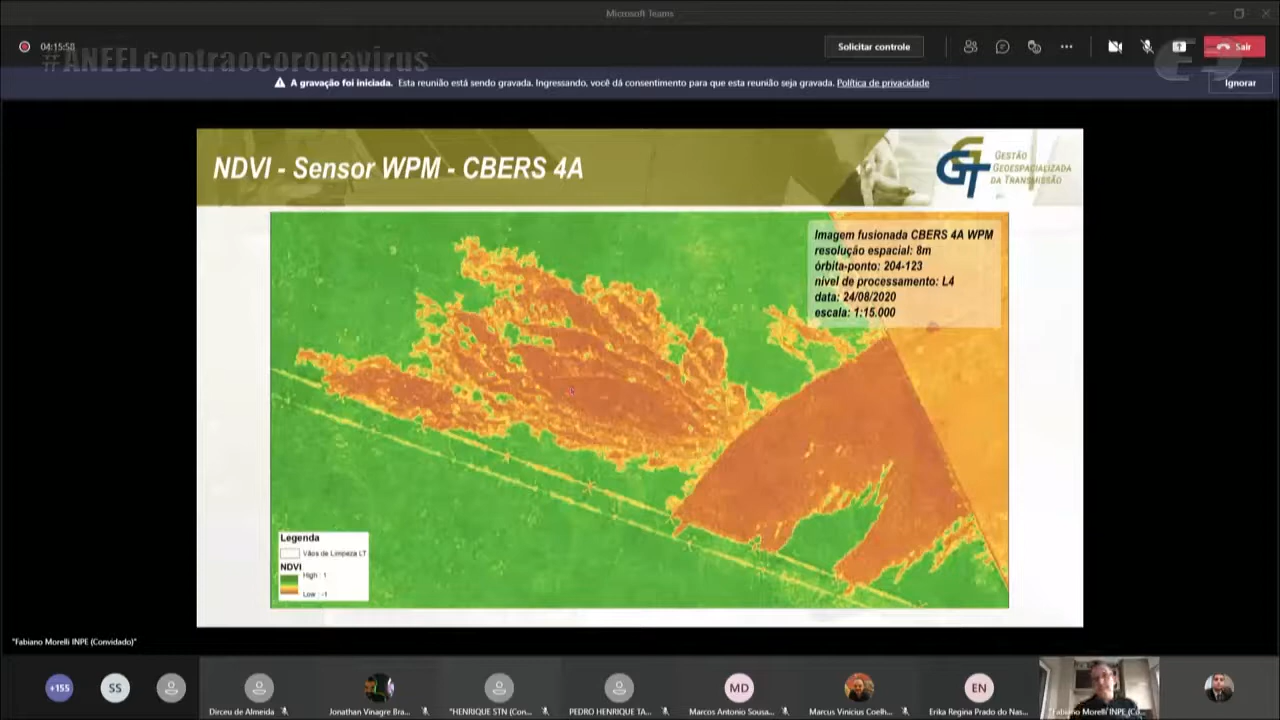 Microsoft Teams
04:15:58
#ANEELcontraocoronavirus
Solicitar controle
Sair
A gravação foi iniciada. Esta reunião está sendo gravada. Ingressando, você dá consentimento para que esta reunião seja gravada. Política de privacidade
Ignorar
NDVI - Sensor WPM - CBERS 4A
GGT
GESTÃO
GEOESPACIALIZADA
DA TRANSMISSÃO
Imagem fusionada CBERS 4A WPM
resolução espacial: 8m
órbita-ponto: 204-123
nível de processamento: L4
data: 24/08/2020
escala: 1:15.000
Legenda
Vãos de Limpeza LT
NDVI
High : 1
Low : -1
"Fabiano Morelli INPE (Convidado)"
+155
SS
Dirceu de Almeida
Jonathan Vinagre Bra...
"HENRIQUE STN (Con...
PEDRO HENRIQUE TA...
MD
Marcos Antonio Sousa...
Marcus Vinicius Coelh...
EN
Erika Regina Prado do Nas...
"Fabiano Morelli INPE (Co...